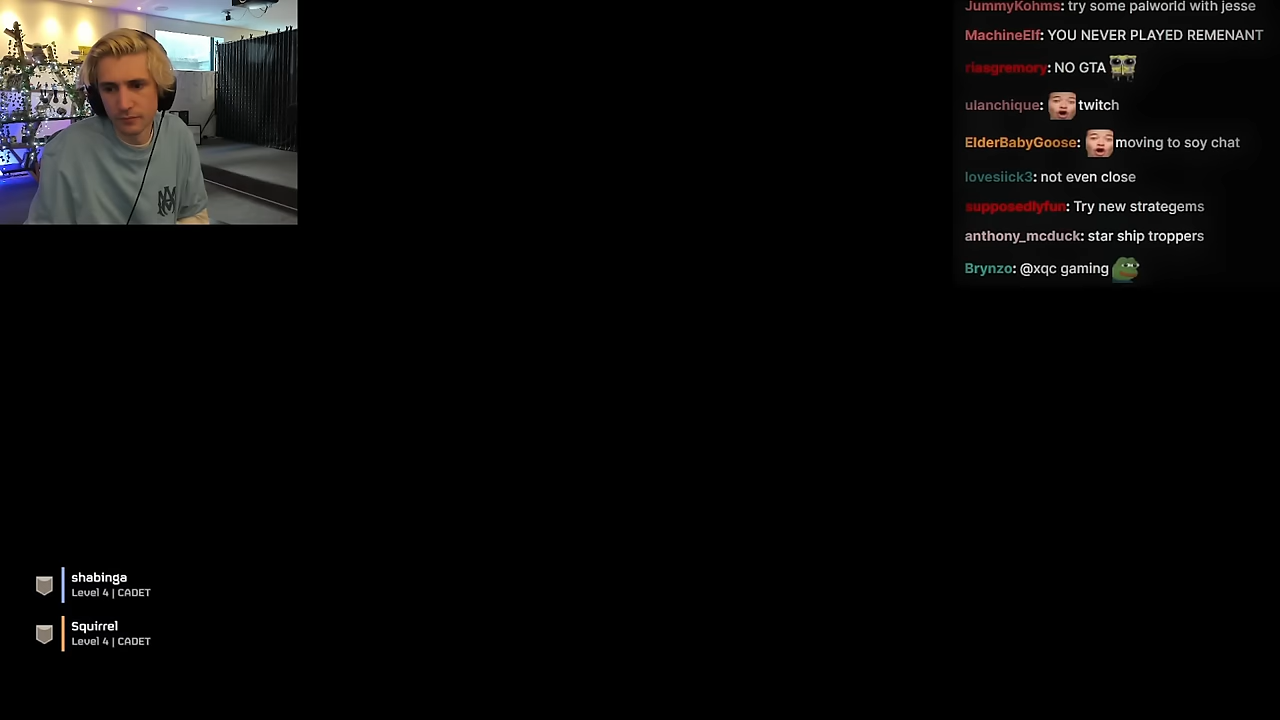 JummyKohms: try some palworld with jesse
MachineElf: YOU NEVER PLAYED REMENANT
riasgremory: NO GTA
ulanchique: twitch
ElderBabyGoose: moving to soy chat
lovesiick3: not even close
supposedlyfun: Try new strategems
anthony_mcduck: star ship troppers
Brynzo: @xqc gaming
shabinga
Level 4 | CADET
Squirrel
Level 4 | CADET